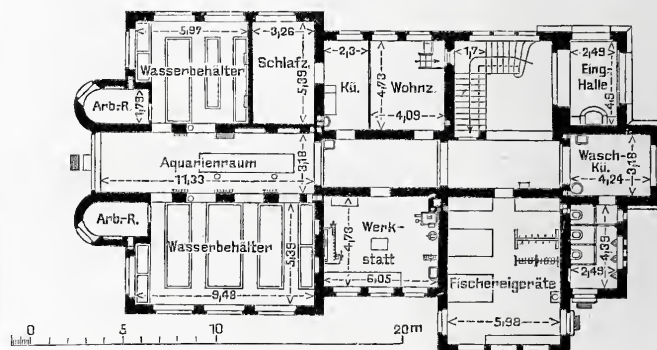 5,97
3,26
Wasserbehälter
Schlafz.
5,39
2,3
Kü.
4,73
Wohnz.
4,09
1,7
2,49
Eing-
Halle
4,5
Arb-R.
1,79
Aquarienraum
11,33
3,18
Wasch-
Kü.
4,24
3,18
Arb.-R.
Wasserbehälter
5,39
9,48
4,73
Werk-
statt
6,05
Fischereigeräte
5,98
4,39
2,49
0 5 10 20m